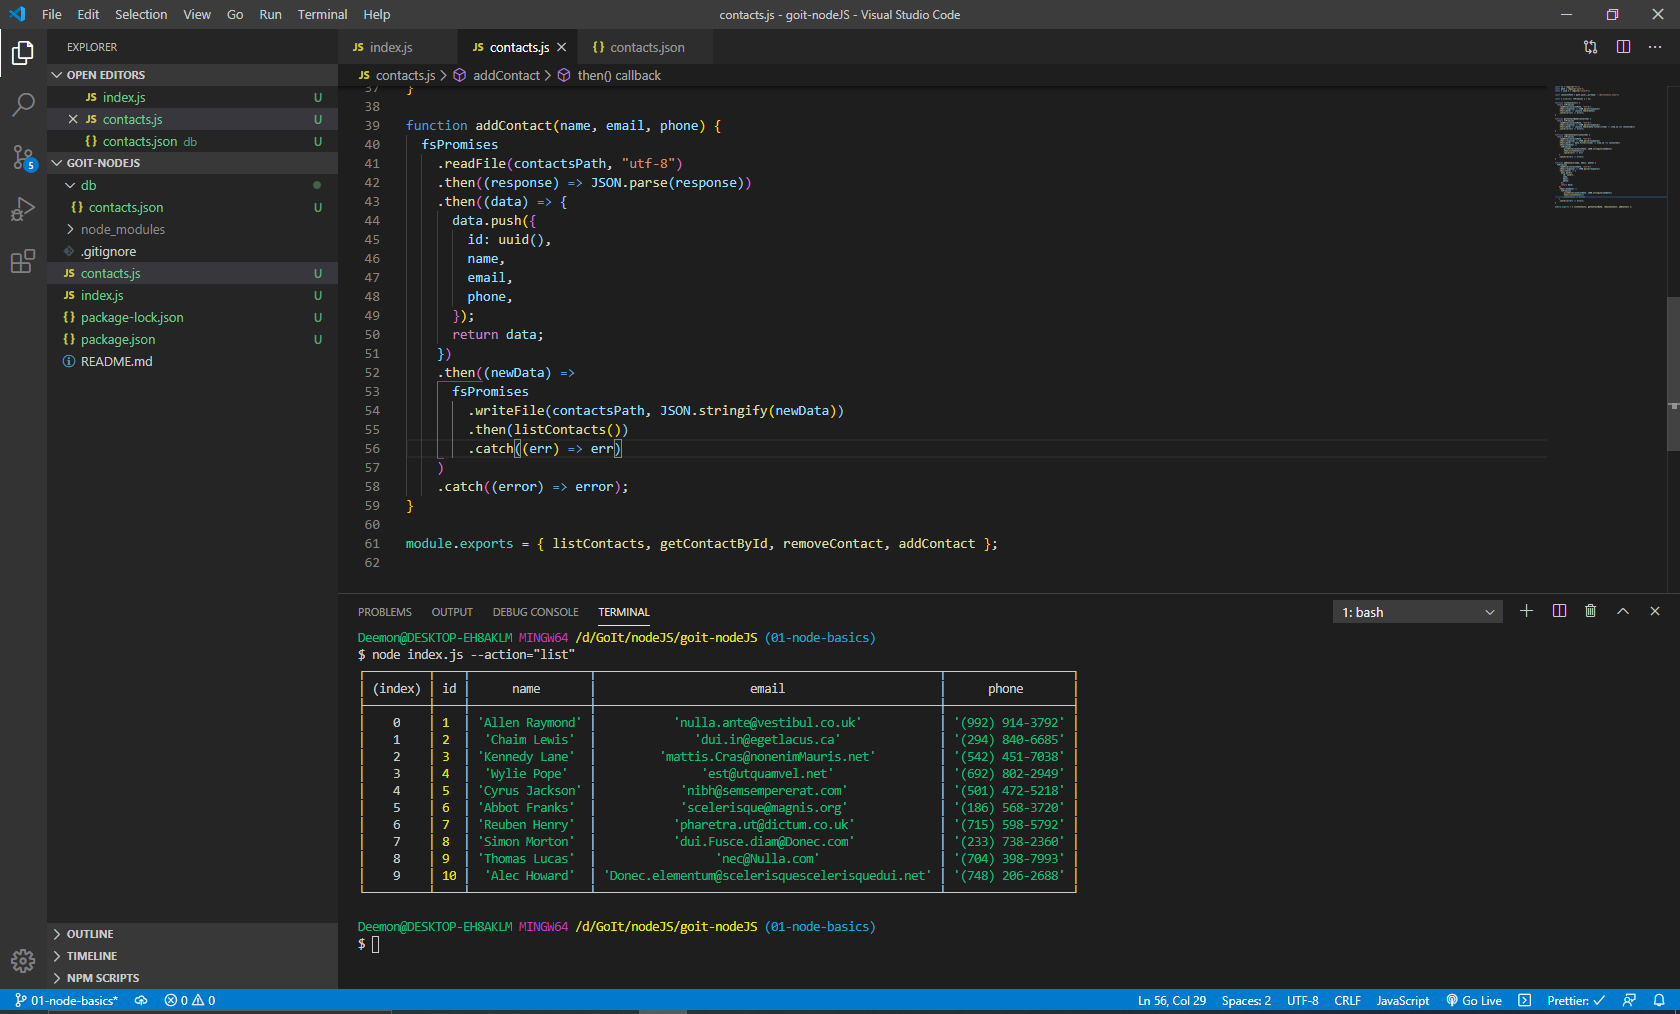 File Edit Selection View Go Run Terminal Help
contacts.js - goit-nodeJS - Visual Studio Code
EXPLORER
OPEN EDITORS
JS index.js U
JS contacts.js U
{} contacts.json db U
GOIT-NODEJS
db
{} contacts.json U
node_modules
.gitignore
JS contacts.js U
JS index.js U
{} package-lock.json U
{} package.json U
README.md
OUTLINE
TIMELINE
NPM SCRIPTS
5
JS index.js
JS contacts.js
{} contacts.json
JS contacts.js > addContact > then() callback
37 }
38
39 function addContact(name, email, phone) {
40 fsPromises
41 .readFile(contactsPath, "utf-8")
42 .then((response) => JSON.parse(response))
43 .then((data) => {
44 data.push({
45 id: uuid(),
46 name,
47 email,
48 phone,
49 });
50 return data;
51 })
52 .then((newData) =>
53 fsPromises
54 .writeFile(contactsPath, JSON.stringify(newData))
55 .then(listContacts())
56 .catch((err) => err)
57 )
58 .catch((error) => error);
59 }
60
61 module.exports = { listContacts, getContactById, removeContact, addContact };
62
PROBLEMS OUTPUT DEBUG CONSOLE TERMINAL
1: bash
Deemon@DESKTOP-EH8AKLM MINGW64 /d/GoIt/nodeJS/goit-nodeJS (01-node-basics)
$ node index.js --action="list"
(index) id name email phone
0 1 'Allen Raymond' 'nulla.ante@vestibul.co.uk' '(992) 914-3792'
1 2 'Chaim Lewis' 'dui.in@egetlacus.ca' '(294) 840-6685'
2 3 'Kennedy Lane' 'mattis.Cras@nonenimMauris.net' '(542) 451-7038'
3 4 'Wylie Pope' 'est@utquamvel.net' '(692) 802-2949'
4 5 'Cyrus Jackson' 'nibh@semsempererat.com' '(501) 472-5218'
5 6 'Abbot Franks' 'scelerisque@magnis.org' '(186) 568-3720'
6 7 'Reuben Henry' 'pharetra.ut@dictum.co.uk' '(715) 598-5792'
7 8 'Simon Morton' 'dui.Fusce.diam@Donec.com' '(233) 738-2360'
8 9 'Thomas Lucas' 'nec@Nulla.com' '(704) 398-7993'
9 10 'Alec Howard' 'Donec.elementum@scelerisquescelerisquedui.net' '(748) 206-2688'
Deemon@DESKTOP-EH8AKLM MINGW64 /d/GoIt/nodeJS/goit-nodeJS (01-node-basics)
$
01-node-basics* 0 0 Ln 56, Col 29 Spaces: 2 UTF-8 CRLF JavaScript Go Live Prettier: ✓